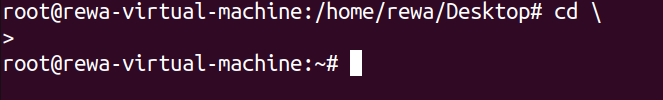 root@rewa-virtual-machine:/home/rewa/Desktop# cd \
>
root@rewa-virtual-machine:~#